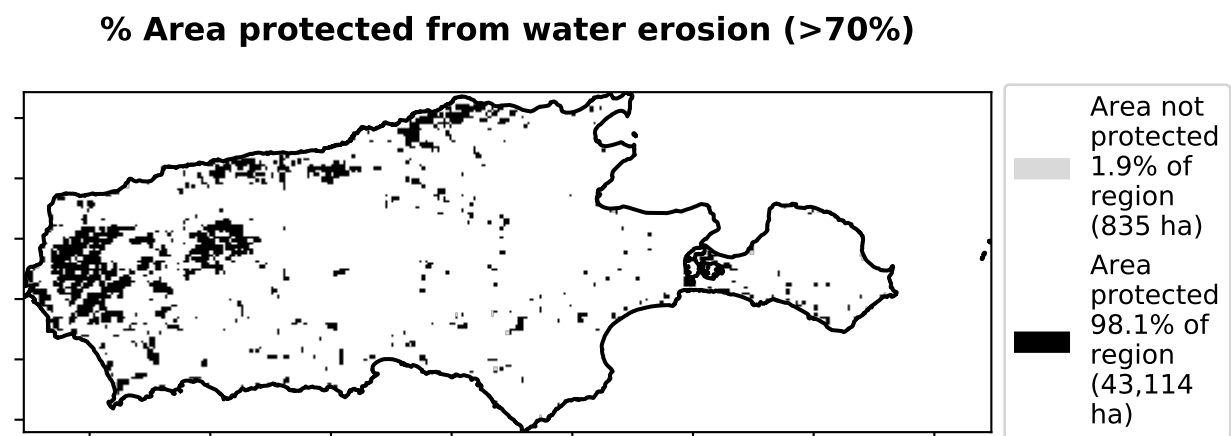 % Area protected from water erosion (>70%)
Area not
protected
1.9% of
region
(835 ha)
Area
protected
98.1% of
region
(43,114
ha)